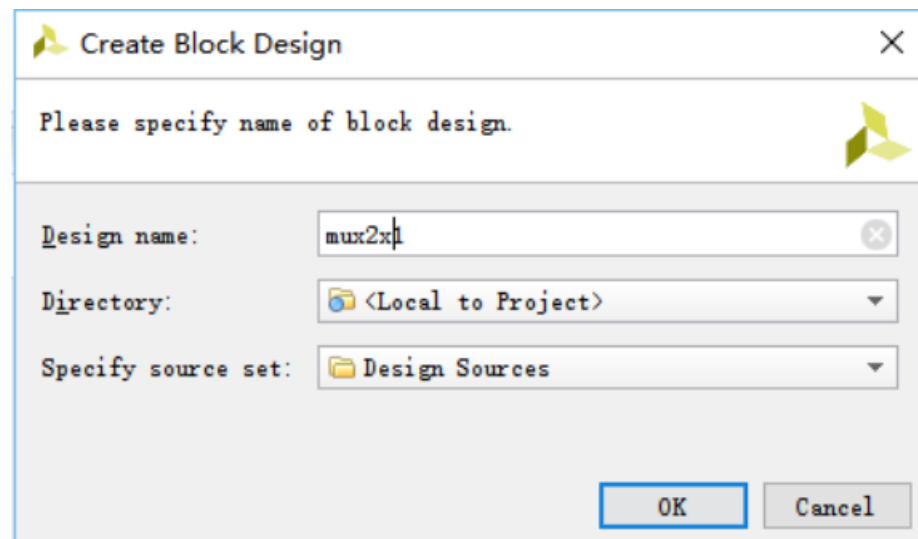 Create Block Design
Please specify name of block design.
Design name: mux2x1
Directory: <Local to Project>
Specify source set: Design Sources
OK Cancel